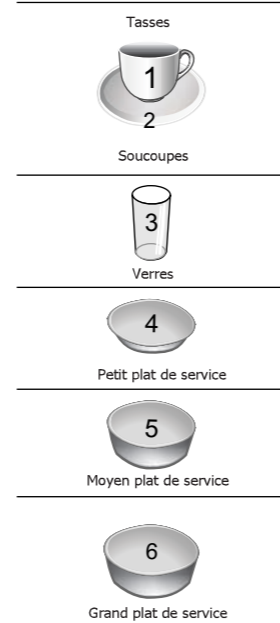 Tasses
1
2
Soucoupes
3
Verres
4
Petit plat de service
5
Moyen plat de service
6
Grand plat de service